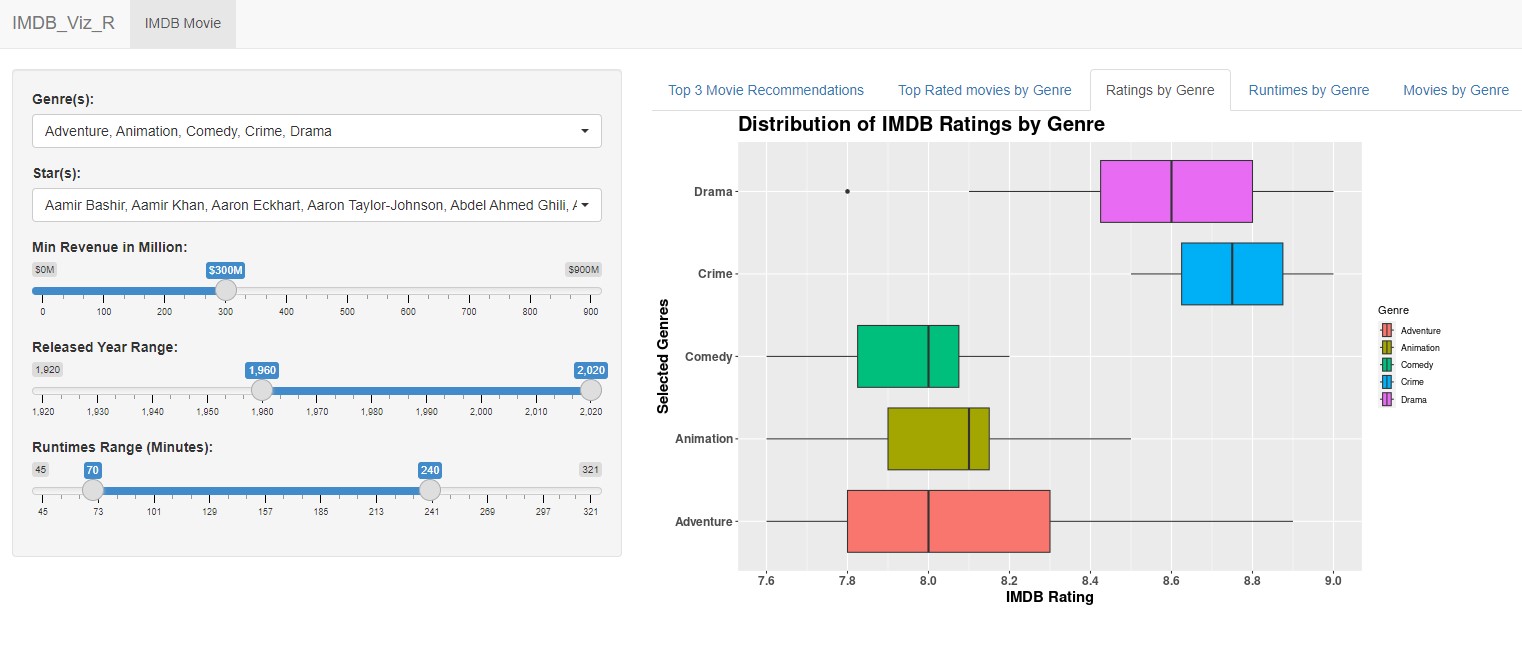 IMDB_Viz_R IMDB Movie
Genre(s):
Adventure, Animation, Comedy, Crime, Drama
Star(s):
Aamir Bashir, Aamir Khan, Aaron Eckhart, Aaron Taylor-Johnson, Abdel Ahmed Ghili,
Min Revenue in Million:
$0M $300M $900M
0 100 200 300 400 500 600 700 800 900
Released Year Range:
1,920 1,960 2,020
1,920 1,930 1,940 1,950 1,960 1,970 1,980 1,990 2,000 2,010 2,020
Runtimes Range (Minutes):
45 70 240 321
45 73 101 129 157 185 213 241 269 297 321
Top 3 Movie Recommendations Top Rated movies by Genre Ratings by Genre Runtimes by Genre Movies by Genre
Distribution of IMDB Ratings by Genre
Selected Genres
Drama
Crime
Comedy
Animation
Adventure
7.6 7.8 8.0 8.2 8.4 8.6 8.8 9.0
IMDB Rating
Genre
Adventure
Animation
Comedy
Crime
Drama